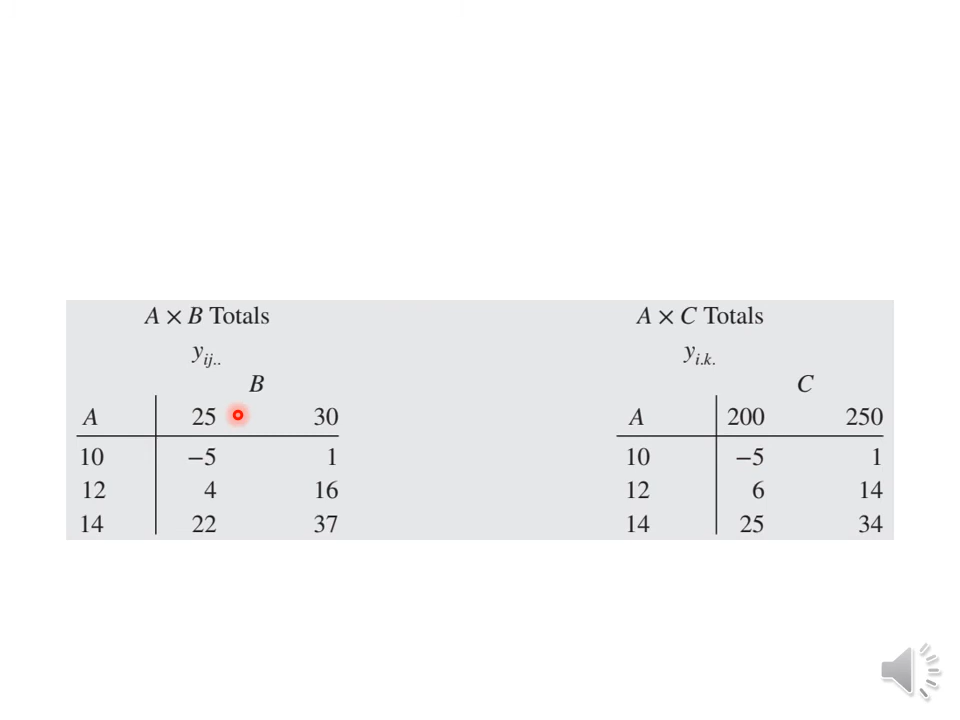 A × B Totals
y_ij..
B
A 25 30
10 −5 1
12 4 16
14 22 37
A × C Totals
y_i.k.
C
A 200 250
10 −5 1
12 6 14
14 25 34